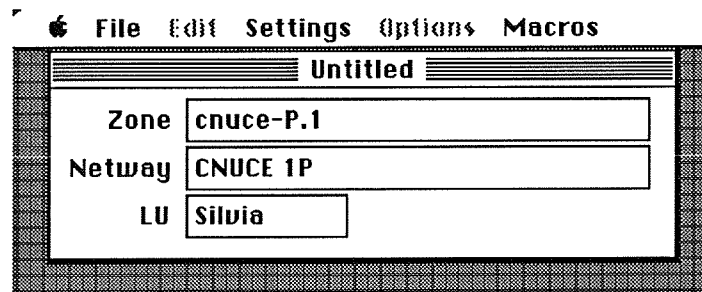 File Edit Settings Options Macros
Untitled
Zone cnuce-P.1
Netway CNUCE 1P
LU Silvia